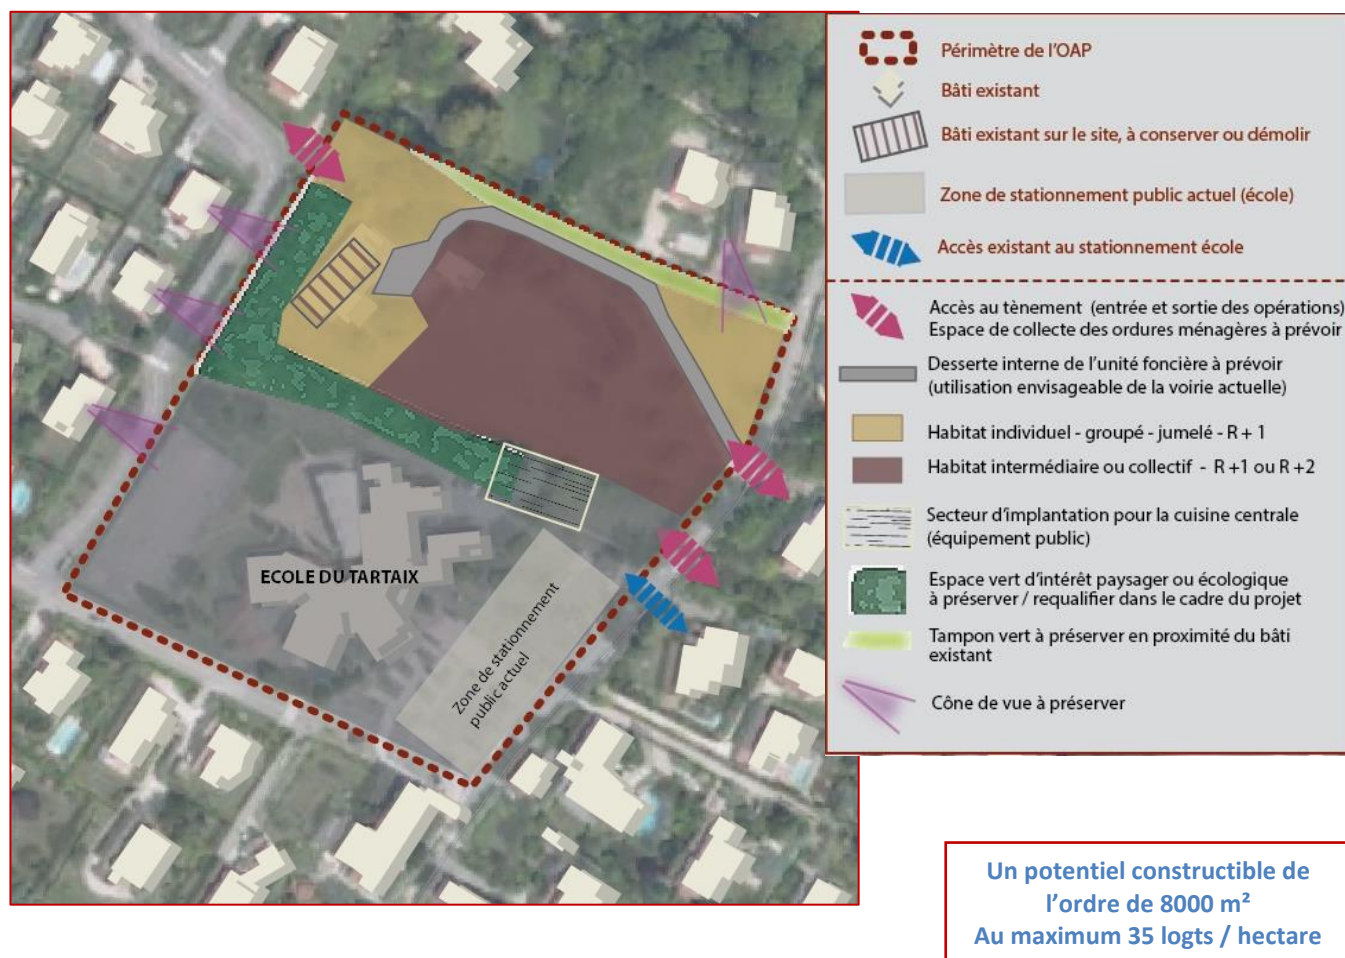 ECOLE DU TARTAIX
Zone de stationnement
public actuel
Périmètre de l'OAP
Bâti existant
Bâti existant sur le site, à conserver ou démolir
Zone de stationnement public actuel (école)
Accès existant au stationnement école
Accès au tènement (entrée et sortie des opérations)
Espace de collecte des ordures ménagères à prévoir
Desserte interne de l'unité foncière à prévoir
(utilisation envisageable de la voirie actuelle)
Habitat individuel - groupé - jumelé - R + 1
Habitat intermédiaire ou collectif - R +1 ou R +2
Secteur d'implantation pour la cuisine centrale
(équipement public)
Espace vert d'intérêt paysager ou écologique
à préserver / requalifier dans le cadre du projet
Tampon vert à préserver en proximité du bâti
existant
Cône de vue à préserver
Un potentiel constructible de
l'ordre de 8000 m²
Au maximum 35 logts / hectare